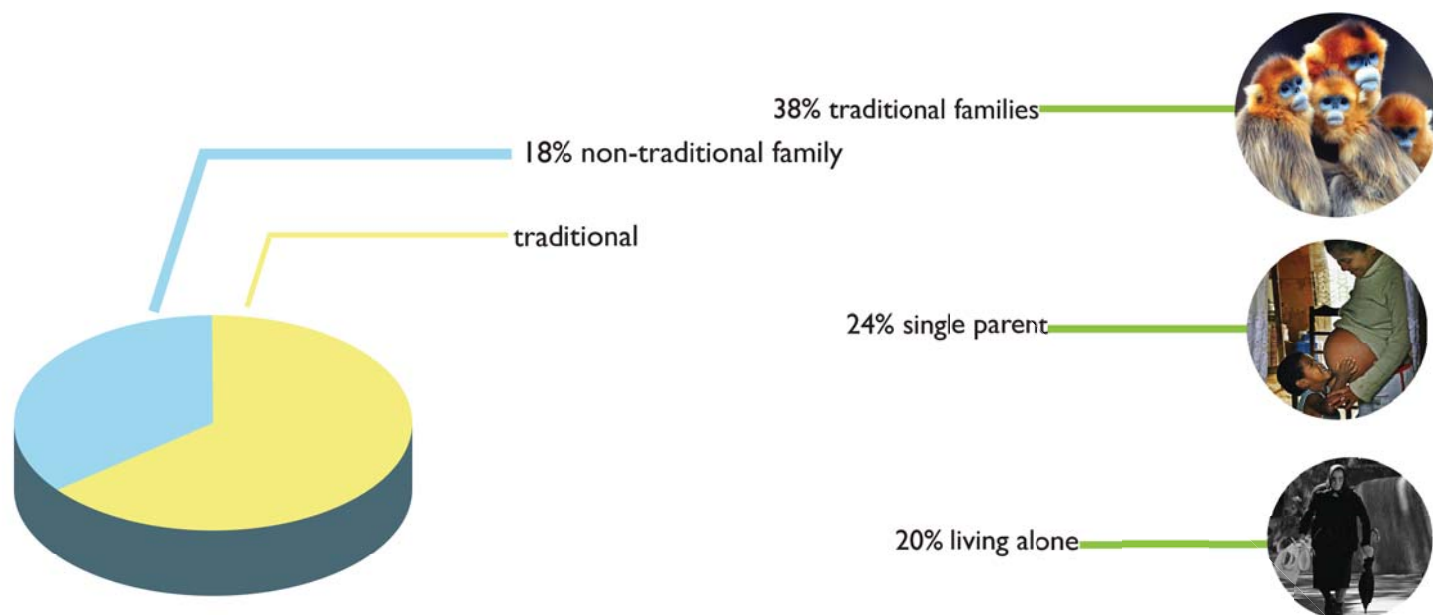 38% traditional families
18% non-traditional family
traditional
24% single parent
20% living alone